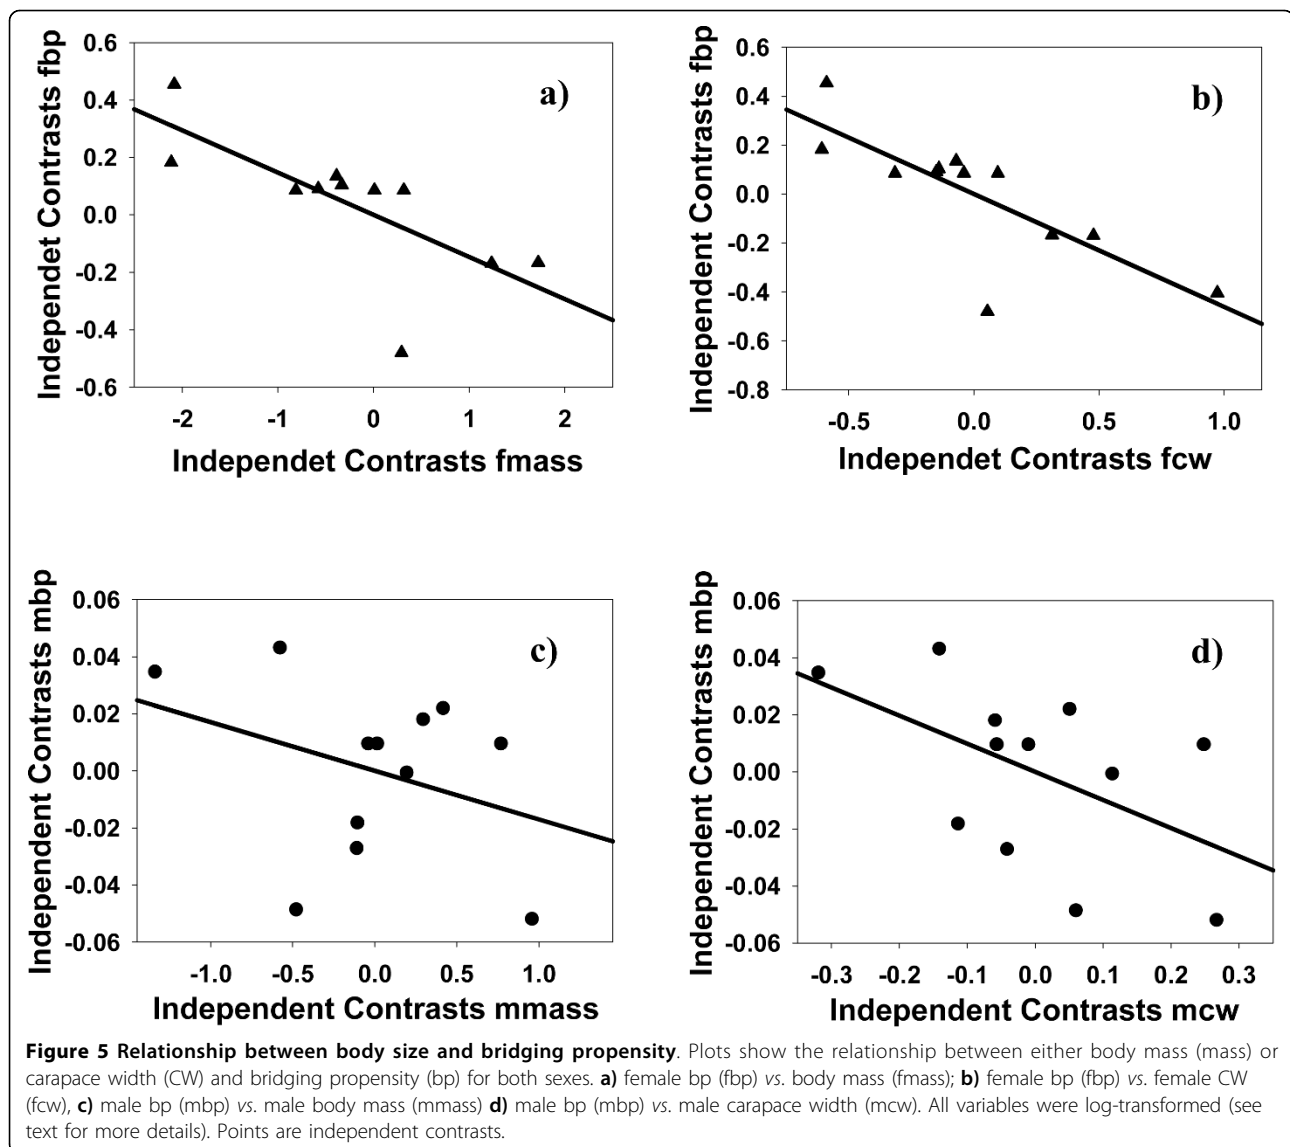 Independet Contrasts fbp
0.6
0.4
0.2
0.0
-0.2
-0.4
-0.6
a)
-2 -1 0 1 2
Independet Contrasts fmass
Independent Contrasts fbp
0.6
0.4
0.2
0.0
-0.2
-0.4
-0.6
-0.8
b)
-0.5 0.0 0.5 1.0
Independet Contrasts fcw
Independent Contrasts mbp
0.06
0.04
0.02
0.00
-0.02
-0.04
-0.06
c)
-1.0 -0.5 0.0 0.5 1.0
Independent Contrasts mmass
Independent Contrasts mbp
0.06
0.04
0.02
0.00
-0.02
-0.04
-0.06
d)
-0.3 -0.1 0.0 0.1 0.3
Independent Contrasts mcw
Figure 5 Relationship between body size and bridging propensity. Plots show the relationship between either body mass (mass) or
carapace width (CW) and bridging propensity (bp) for both sexes. a) female bp (fbp) vs. body mass (fmass); b) female bp (fbp) vs. female CW
(fcw), c) male bp (mbp) vs. male body mass (mmass) d) male bp (mbp) vs. male carapace width (mcw). All variables were log-transformed (see
text for more details). Points are independent contrasts.